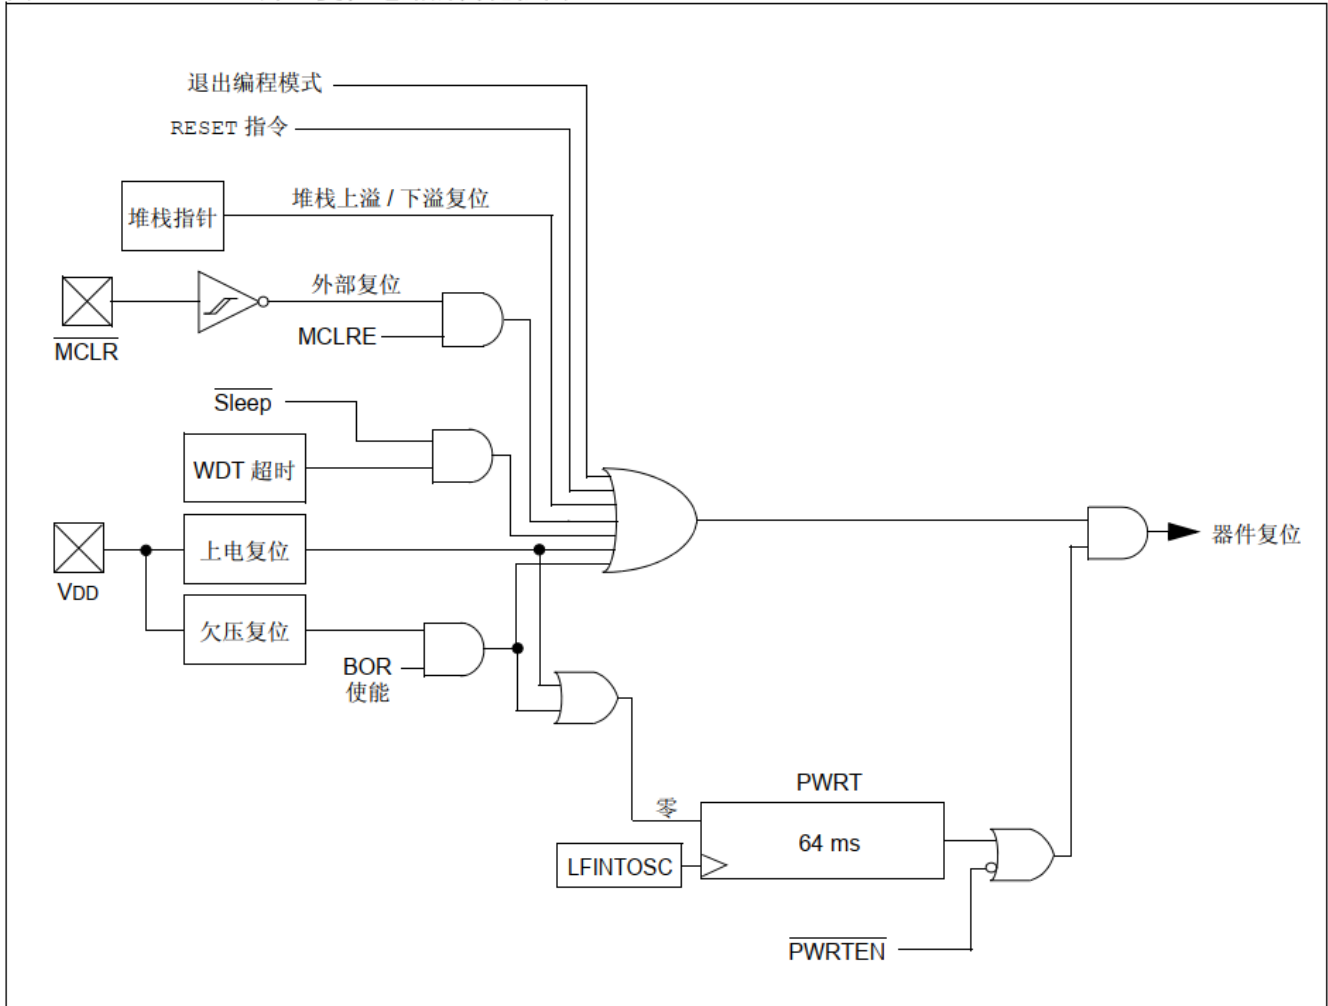 退出编程模式
RESET 指令
堆栈上溢 / 下溢复位
堆栈指针
外部复位
MCLRE
MCLR
Sleep
WDT 超时
上电复位
器件复位
VDD
欠压复位
BOR
使能
PWRT
零
64 ms
LFINTOSC
PWRTEN